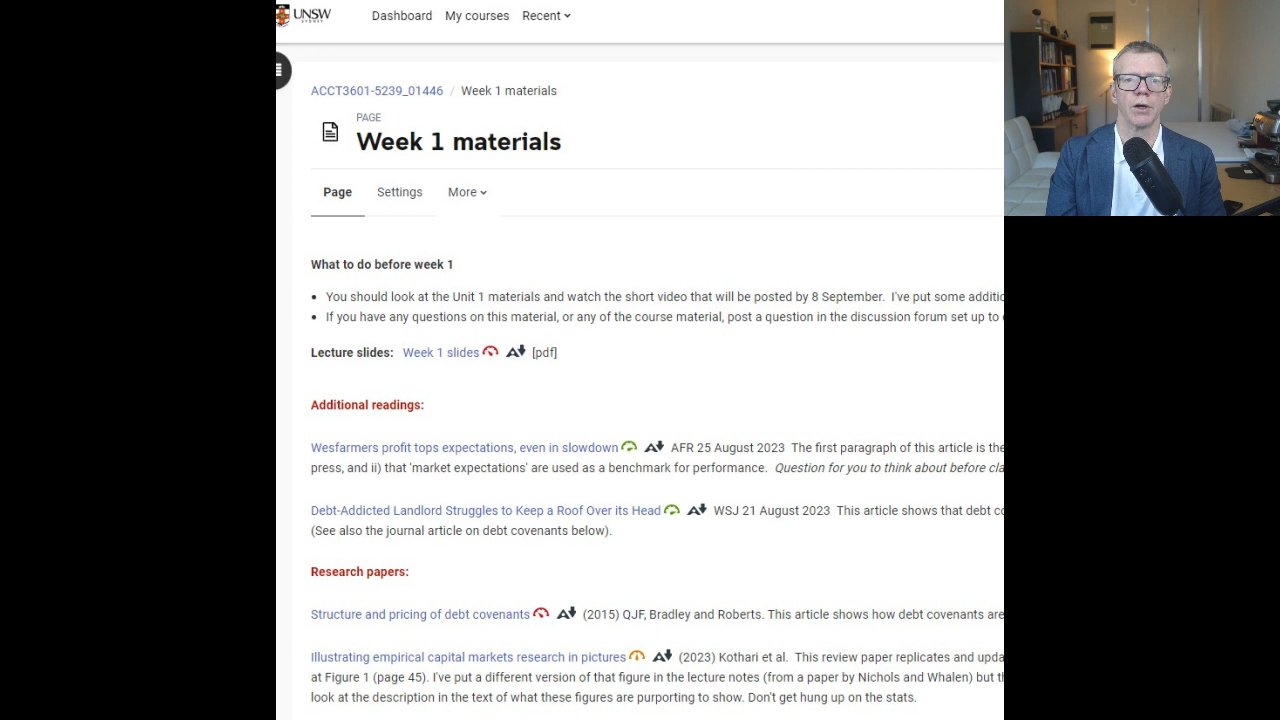 UNSW
SYDNEY
Dashboard My courses Recent
ACCT3601-5239_01446 / Week 1 materials
PAGE
Week 1 materials
Page Settings More
What to do before week 1
• You should look at the Unit 1 materials and watch the short video that will be posted by 8 September. I've put some additio
• If you have any questions on this material, or any of the course material, post a question in the discussion forum set up to
Lecture slides: Week 1 slides [pdf]
Additional readings:
Wesfarmers profit tops expectations, even in slowdown AFR 25 August 2023 The first paragraph of this article is the
press, and ii) that 'market expectations' are used as a benchmark for performance. Question for you to think about before cla
Debt-Addicted Landlord Struggles to Keep a Roof Over its Head WSJ 21 August 2023 This article shows that debt co
(See also the journal article on debt covenants below).
Research papers:
Structure and pricing of debt covenants (2015) QJF, Bradley and Roberts. This article shows how debt covenants are
Illustrating empirical capital markets research in pictures (2023) Kothari et al. This review paper replicates and upda
at Figure 1 (page 45). I've put a different version of that figure in the lecture notes (from a paper by Nichols and Whalen) but th
look at the description in the text of what these figures are purporting to show. Don't get hung up on the stats.